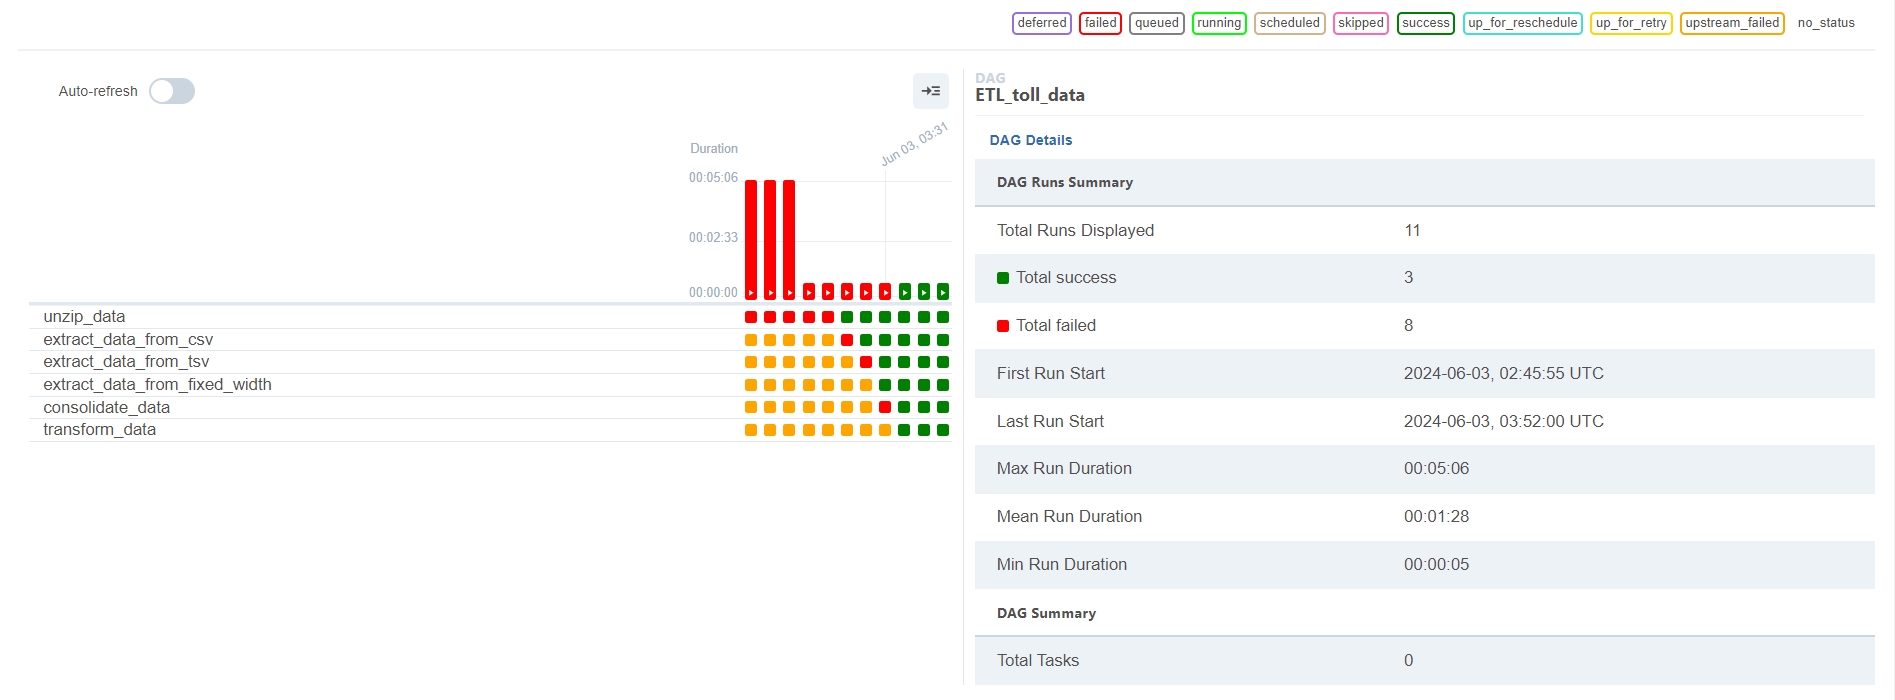 deferred failed queued running scheduled skipped success up_for_reschedule up_for_retry upstream_failed no_status
Auto-refresh
Duration
Jun 03, 03:31
00:05:06
00:02:33
00:00:00
unzip_data
extract_data_from_csv
extract_data_from_tsv
extract_data_from_fixed_width
consolidate_data
transform_data
DAG
ETL_toll_data
DAG Details
DAG Runs Summary
Total Runs Displayed 11
Total success 3
Total failed 8
First Run Start 2024-06-03, 02:45:55 UTC
Last Run Start 2024-06-03, 03:52:00 UTC
Max Run Duration 00:05:06
Mean Run Duration 00:01:28
Min Run Duration 00:00:05
DAG Summary
Total Tasks 0